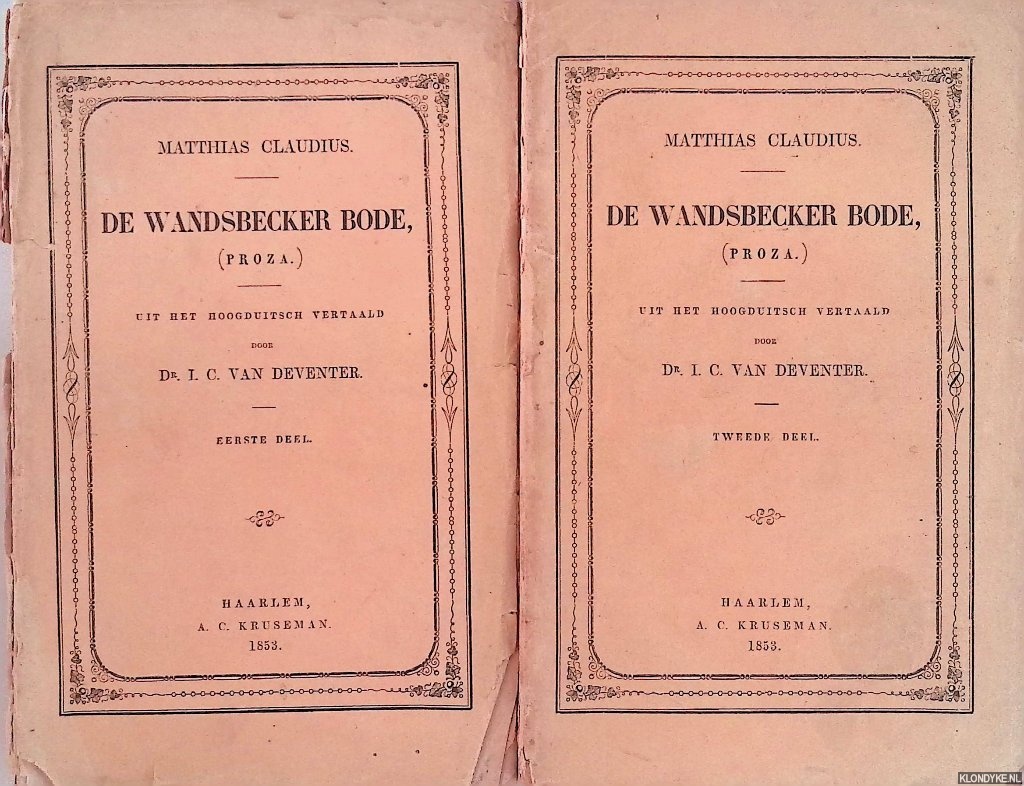 MATTHIAS CLAUDIUS.
DE WANDSBECKER BODE,
(PROZA.)
UIT HET HOOGDUITSCH VERTAALD
DOOR
DR. I. C. VAN DEVENTER.
EERSTE DEEL.
HAARLEM,
A. C. KRUSEMAN.
1853.
MATTHIAS CLAUDIUS.
DE WANDSBECKER BODE,
(PROZA.)
UIT HET HOOGDUITSCH VERTAALD
DOOR
DR. I. C. VAN DEVENTER.
TWEEDE DEEL.
HAARLEM,
A. C. KRUSEMAN.
1853.
KLONDYKE.NL